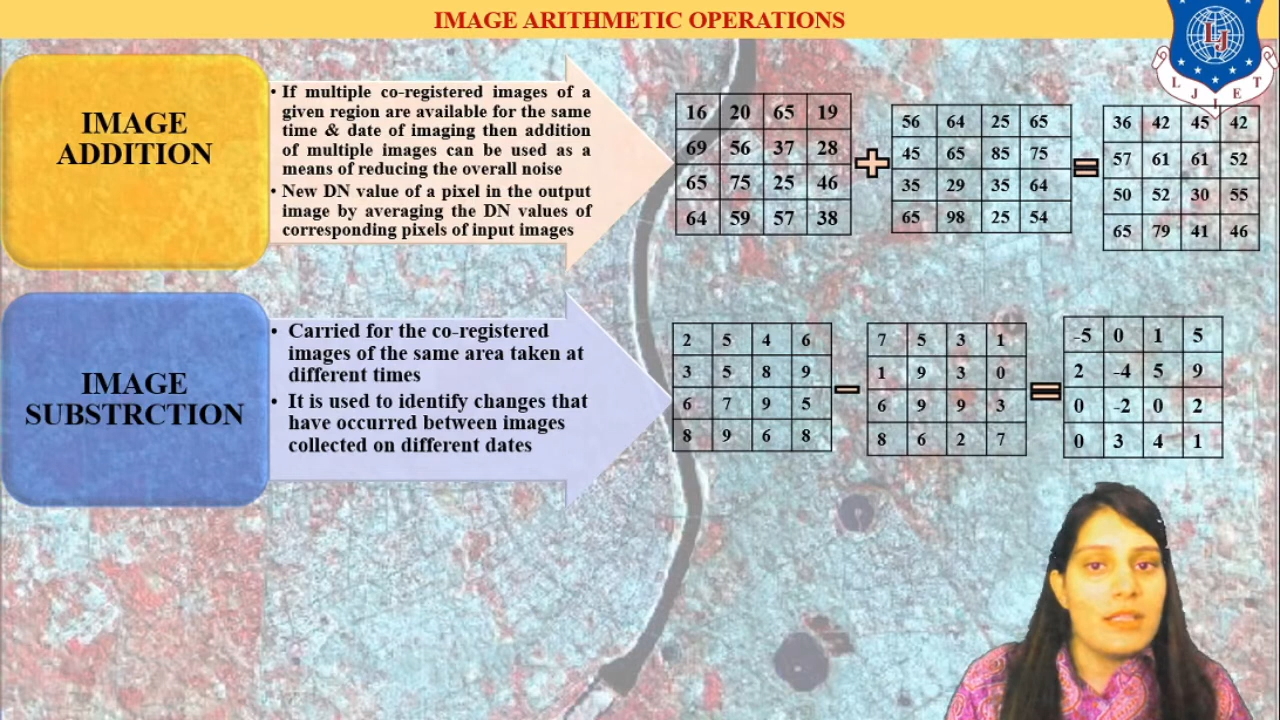 IMAGE ARITHMETIC OPERATIONS
L J I E T
LJ
IMAGE
ADDITION
• If multiple co-registered images of a
given region are available for the same
time & date of imaging then addition
of multiple images can be used as a
means of reducing the overall noise
• New DN value of a pixel in the output
image by averaging the DN values of
corresponding pixels of input images
16 20 65 19
69 56 37 28
65 75 25 46
64 59 57 38
+
56 64 25 65
45 65 85 75
35 29 35 64
65 98 25 54
=
36 42 45 42
57 61 61 52
50 52 30 55
65 79 41 46
IMAGE
SUBSTRCTION
• Carried for the co-registered
images of the same area taken at
different times
• It is used to identify changes that
have occurred between images
collected on different dates
2 5 4 6
3 5 8 9
6 7 9 5
8 9 6 8
-
7 5 3 1
1 9 3 0
6 9 9 3
8 6 2 7
=
-5 0 1 5
2 -4 5 9
0 -2 0 2
0 3 4 1